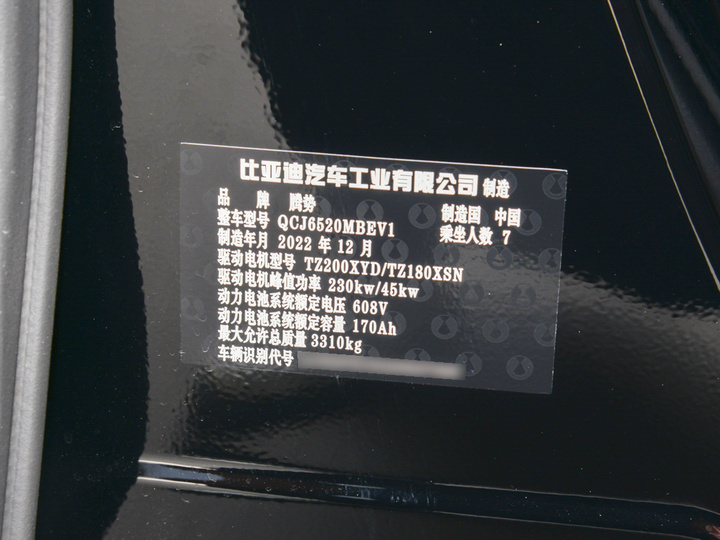 比亚迪汽车工业有限公司 制造
品 牌 腾势 制造国 中国
整车型号 QCJ6520MBEV1 乘坐人数 7
制造年月 2022 年 12 月
驱动电机型号 TZ200XYD/TZ180XSN
驱动电机峰值功率 230kw/45kw
动力电池系统额定电压 608V
动力电池系统额定容量 170Ah
最大允许总质量 3310kg
车辆识别代号